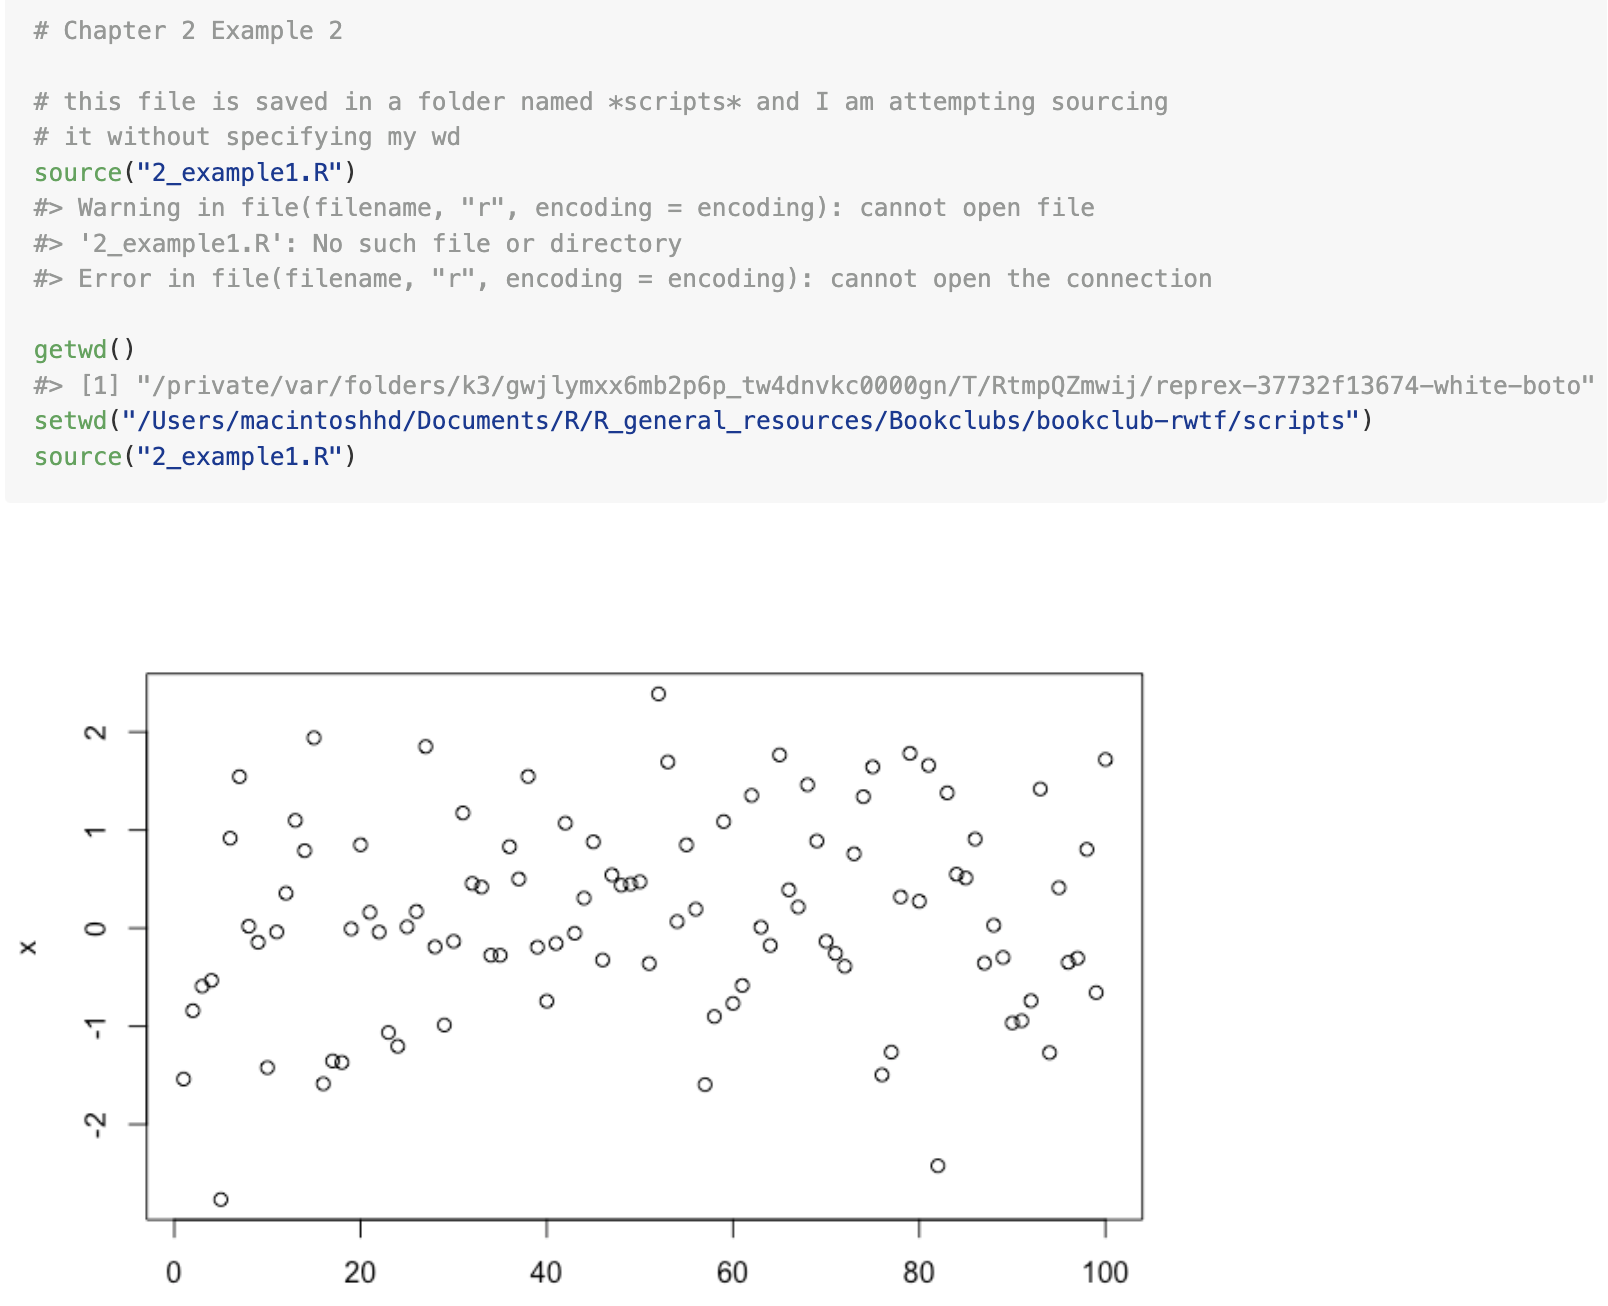 # Chapter 2 Example 2
# this file is saved in a folder named *scripts* and I am attempting sourcing
# it without specifying my wd
source("2_example1.R")
#> Warning in file(filename, "r", encoding = encoding): cannot open file
#> '2_example1.R': No such file or directory
#> Error in file(filename, "r", encoding = encoding): cannot open the connection
getwd()
#> [1] "/private/var/folders/k3/gwjlymxx6mb2p6p_tw4dnvkc0000gn/T/RtmpQZmwij/reprex-37732f13674-white-boto"
setwd("/Users/macintoshhd/Documents/R/R_general_resources/Bookclubs/bookclub-rwtf/scripts")
source("2_example1.R")
2
1
0
-1
-2
x
0 20 40 60 80 100